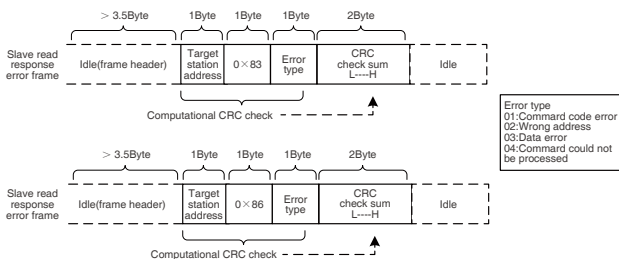 > 3.5Byte 1Byte 1Byte 1Byte 2Byte
Slave read response error frame
Idle(frame header)
Target station address
0×83
Error type
CRC check sum L----H
Idle
Computational CRC check
Error type
01:Commard code error
02:Wrong address
03:Data error
04:Command could not
be processed
> 3.5Byte 1Byte 1Byte 1Byte 2Byte
Slave read response error frame
Idle(frame header)
Target station address
0×86
Error type
CRC check sum L----H
Idle
Computational CRC check